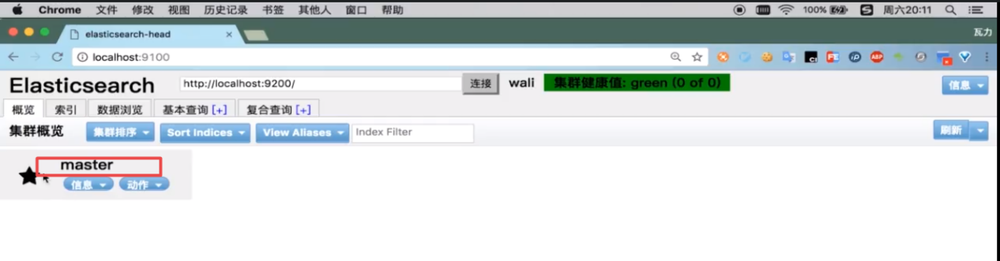 Chrome 文件 修改 视图 历史记录 书签 其他人 窗口 帮助 100% 周六20:11
elasticsearch-head × 瓦力
localhost:9100
Elasticsearch http://localhost:9200/ 连接 wali 集群健康值: green (0 of 0) 信息
概览 索引 数据浏览 基本查询 [+] 复合查询 [+]
集群概览 集群排序 Sort Indices View Aliases Index Filter 刷新
master
信息 动作